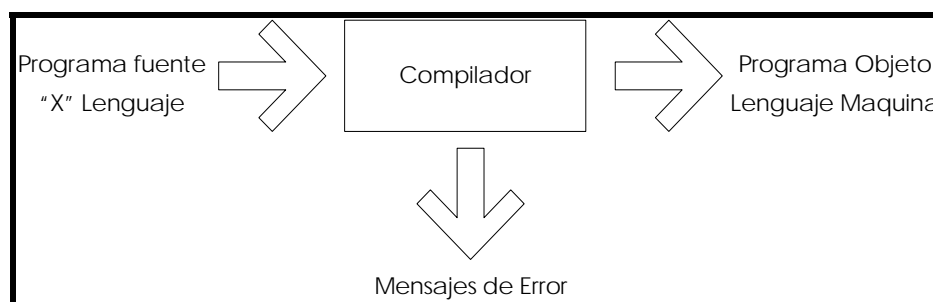 Programa fuente
"X" Lenguaje
Compilador
Programa Objeto
Lenguaje Maquina
Mensajes de Error